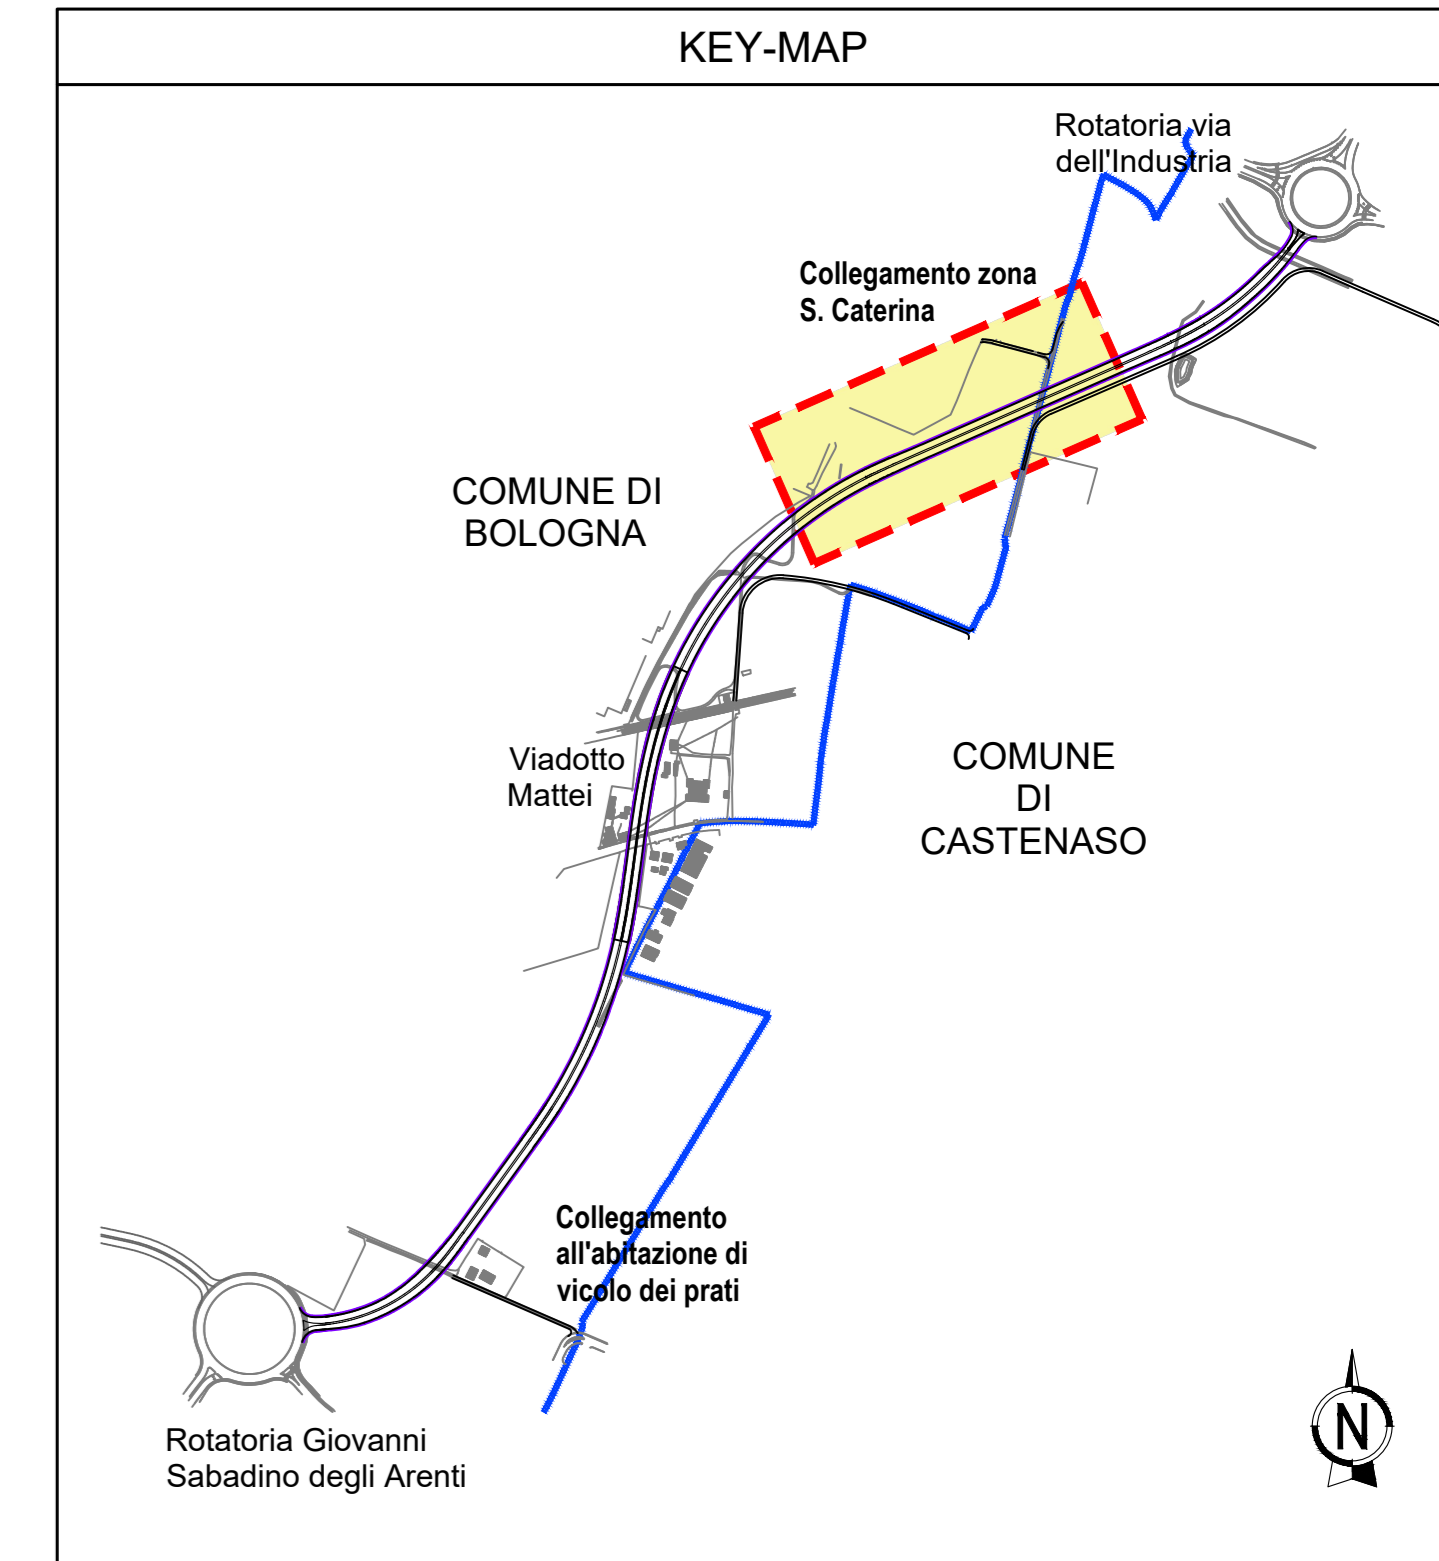 KEY-MAP
Rotatoria via
dell'Industria
Collegamento zona
S. Caterina
COMUNE DI
BOLOGNA
Viadotto
Mattei
COMUNE
DI
CASTENASO
Collegamento
all'abitazione di
vicolo dei prati
Rotatoria Giovanni
Sabadino degli Arenti
N